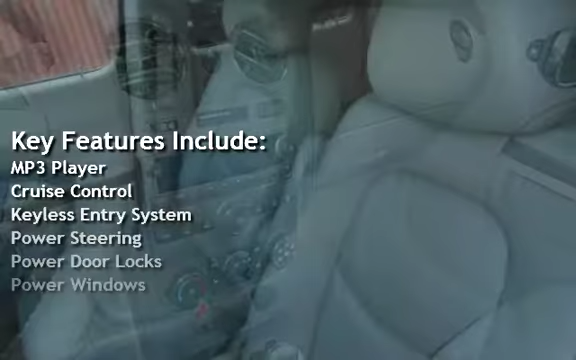 Key Features Include:
MP3 Player
Cruise Control
Keyless Entry System
Power Steering
Power Door Locks
Power Windows